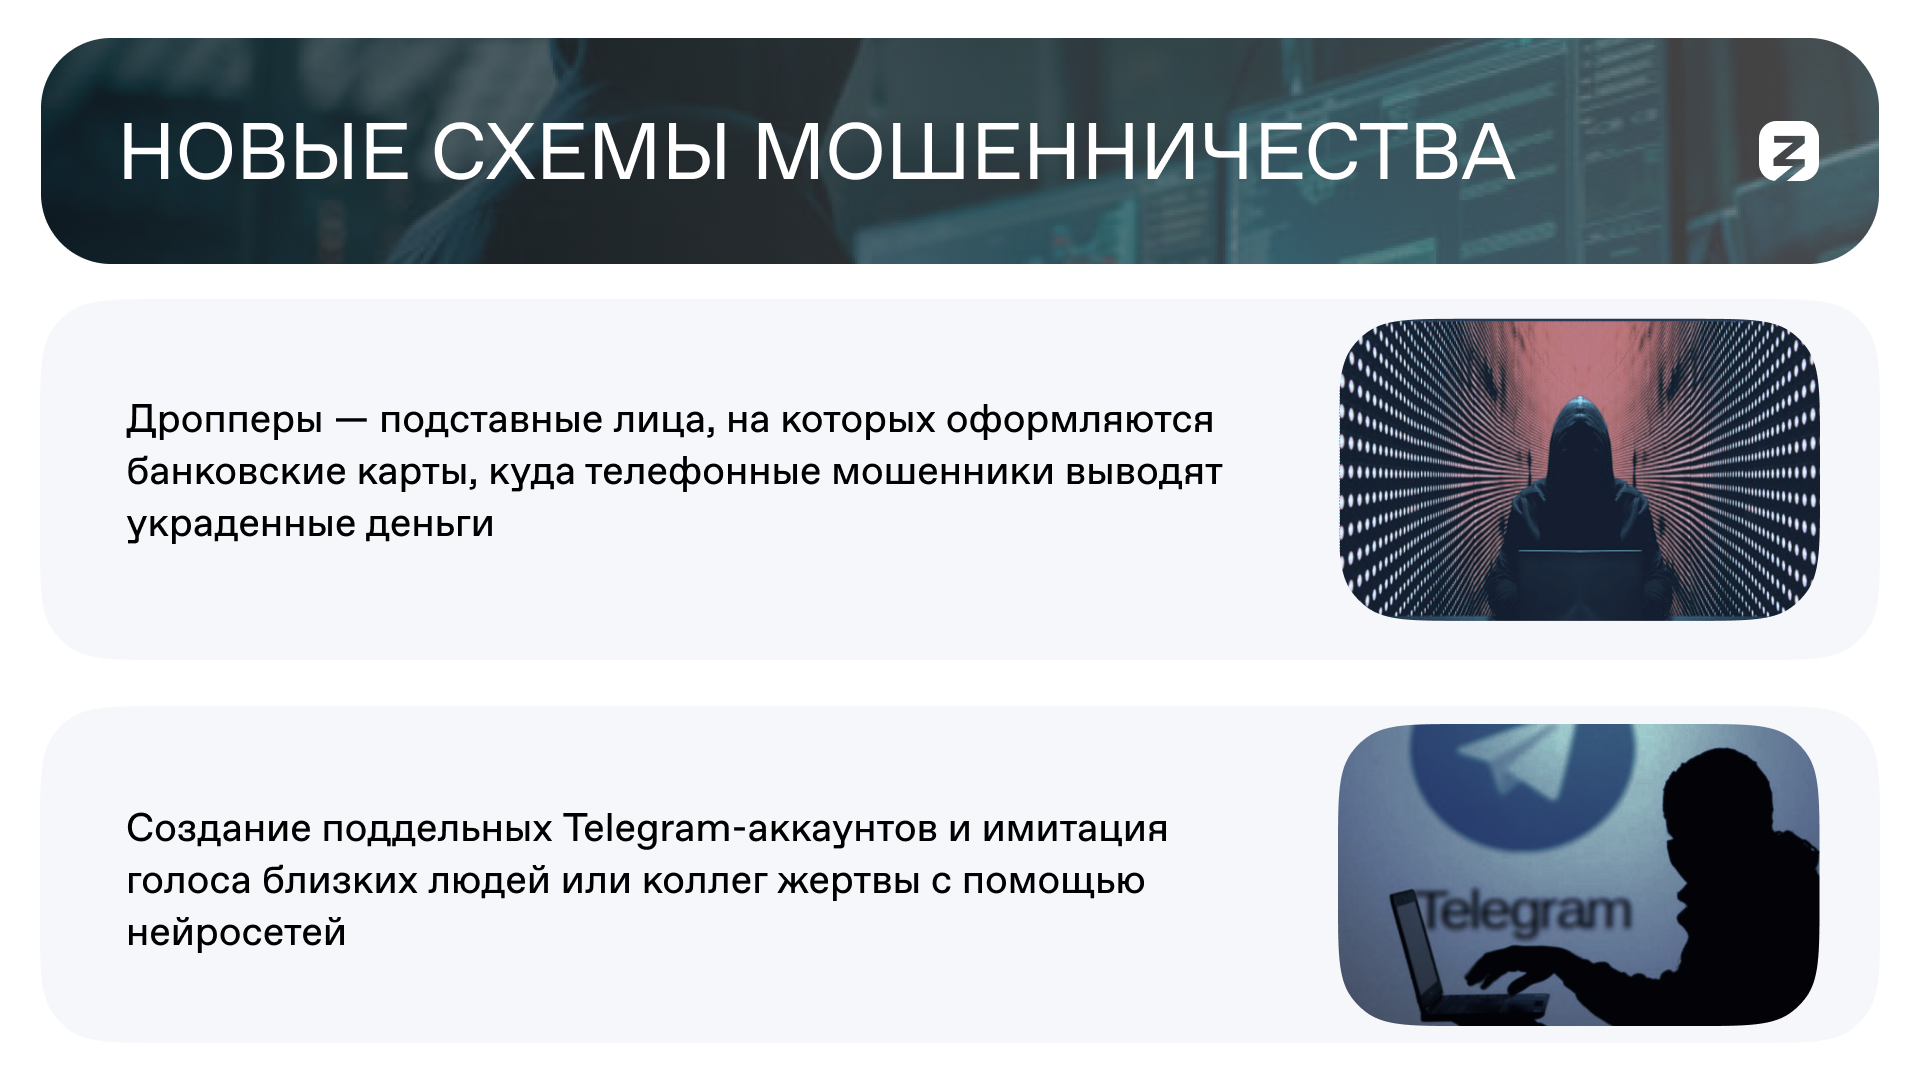 НОВЫЕ СХЕМЫ МОШЕННИЧЕСТВА
Дропперы — подставные лица, на которых оформляются
банковские карты, куда телефонные мошенники выводят
украденные деньги
Создание поддельных Telegram-аккаунтов и имитация
голоса близких людей или коллег жертвы с помощью
нейросетей
Telegram